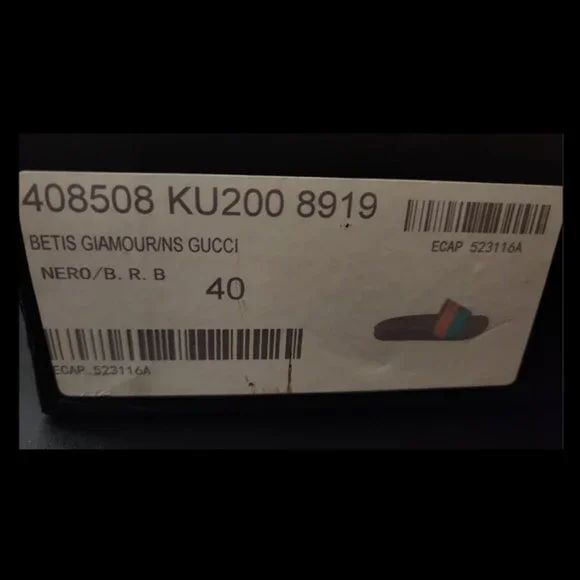 408508 KU200 8919
BETIS GIAMOUR/NS GUCCI
ECAP 523116A
NERO/B. R. B
40
ECAP 523116A